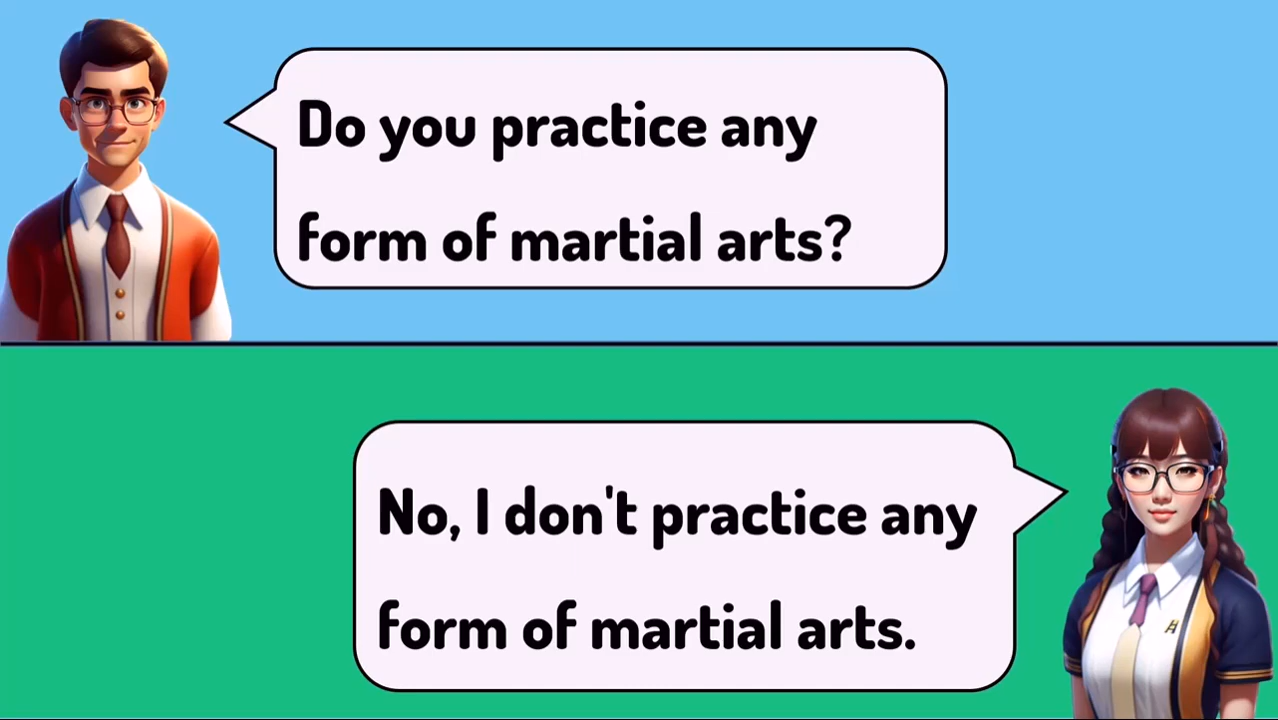 Do you practice any
form of martial arts?
No, I don't practice any
form of martial arts.